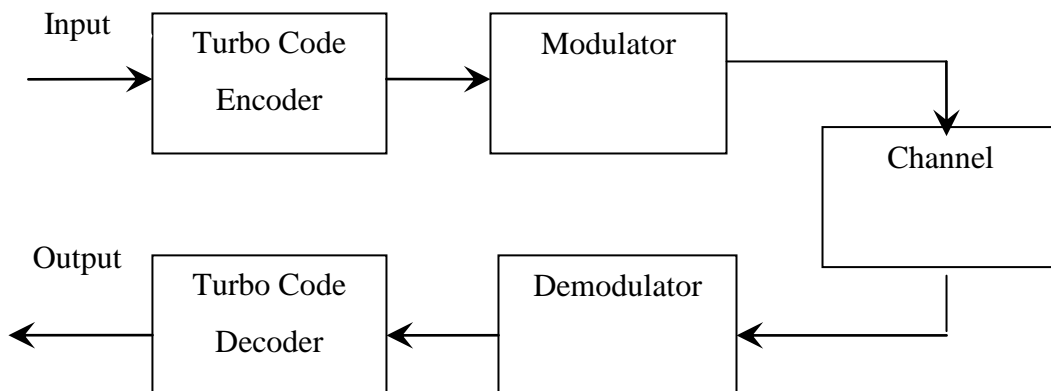 Input
Turbo Code
Encoder
Modulator
Channel
Output
Turbo Code
Decoder
Demodulator